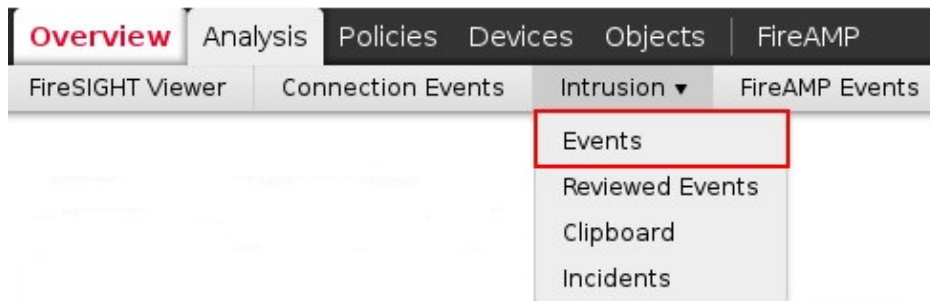 Overview Analysis Policies Devices Objects FireAMP
FireSIGHT Viewer Connection Events Intrusion ▾ FireAMP Events
Events
Reviewed Events
Clipboard
Incidents